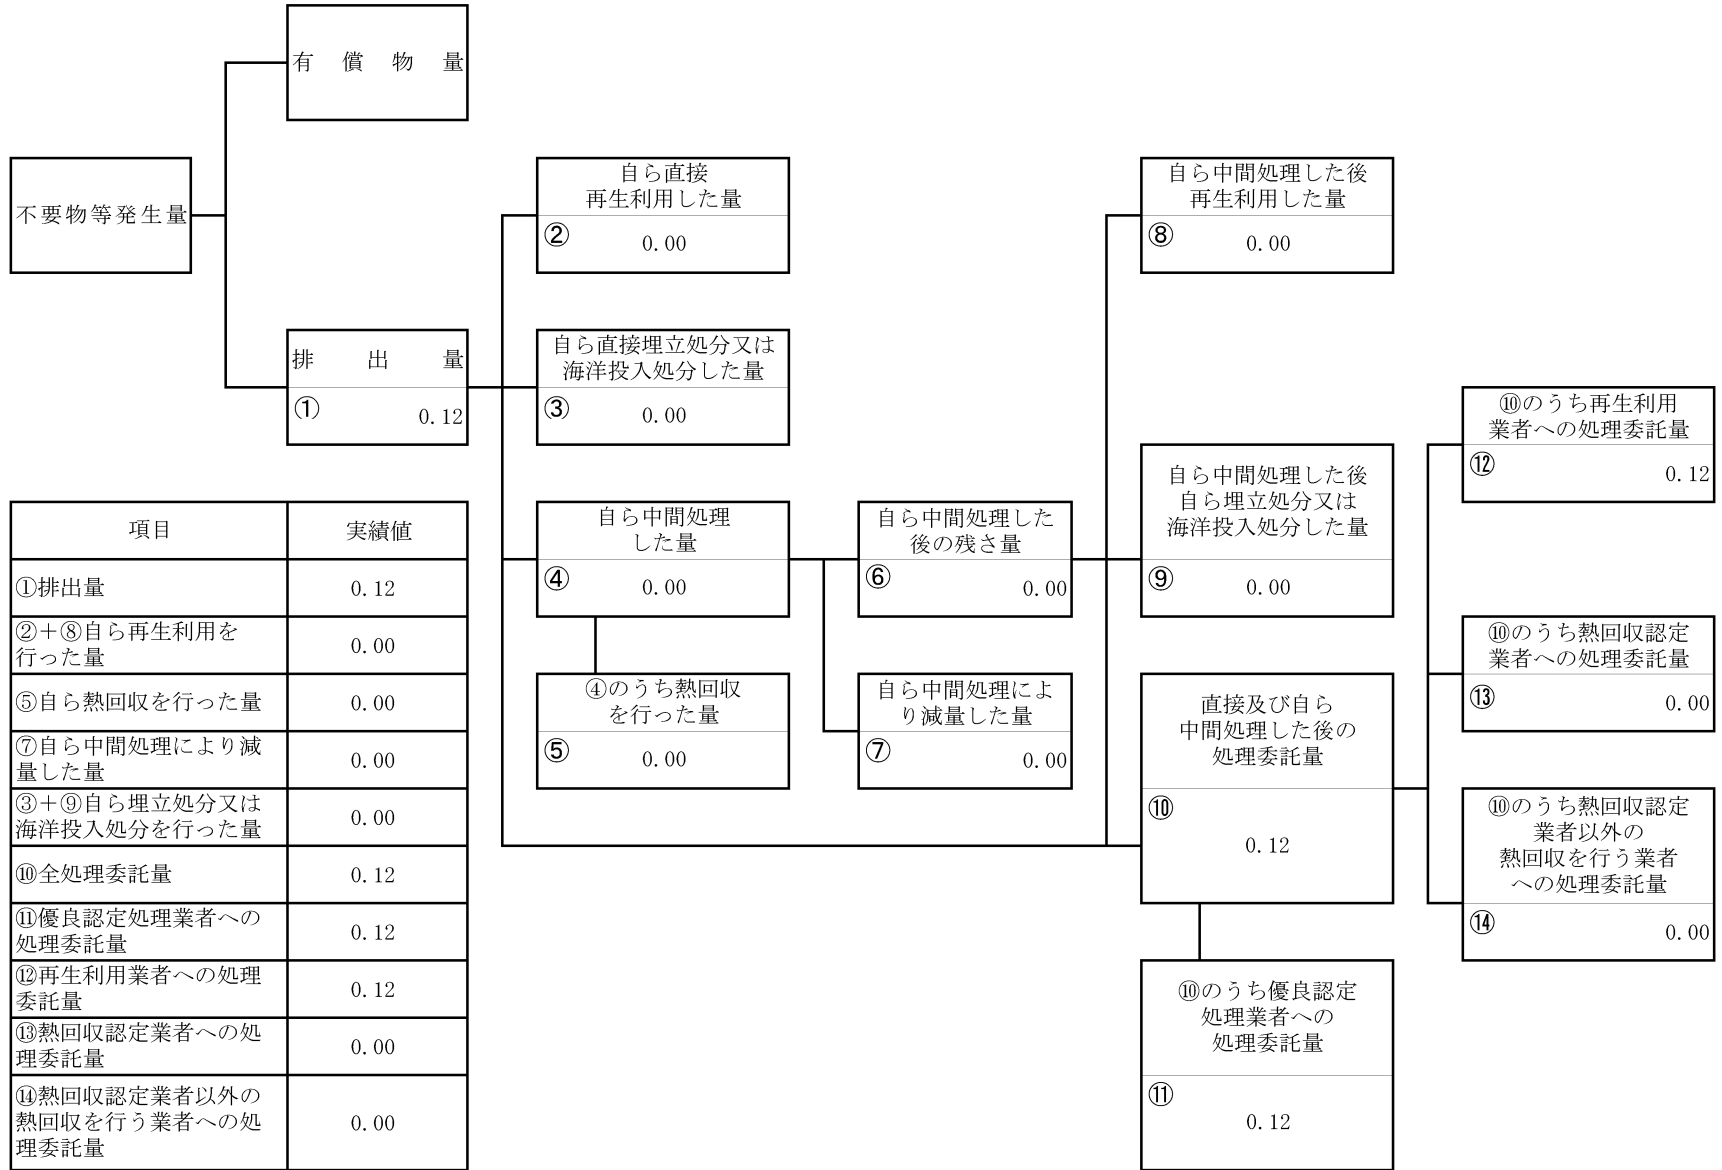 有償物量
不要物等発生量
排出量
①
0.12
自ら直接
再生利用した量
②
0.00
自ら直接埋立処分又は
海洋投入処分した量
③
0.00
自ら中間処理
した量
④
0.00
④のうち熱回収
を行った量
⑤
0.00
自ら中間処理した
後の残さ量
⑥
0.00
自ら中間処理によ
り減量した量
⑦
0.00
自ら中間処理した後
再生利用した量
⑧
0.00
自ら中間処理した後
自ら埋立処分又は
海洋投入処分した量
⑨
0.00
直接及び自ら
中間処理した後の
処理委託量
⑩
0.12
⑩のうち優良認定
処理業者への
処理委託量
⑪
0.12
⑩のうち再生利用
業者への処理委託量
⑫
0.12
⑩のうち熱回収認定
業者への処理委託量
⑬
0.00
⑩のうち熱回収認定
業者以外の
熱回収を行う業者
への処理委託量
⑭
0.00
項目 実績値
①排出量 0.12
②＋⑧自ら再生利用を
行った量 0.00
⑤自ら熱回収を行った量 0.00
⑦自ら中間処理により減
量した量 0.00
③＋⑨自ら埋立処分又は
海洋投入処分を行った量 0.00
⑩全処理委託量 0.12
⑪優良認定処理業者への
処理委託量 0.12
⑫再生利用業者への処理
委託量 0.12
⑬熱回収認定業者への処
理委託量 0.00
⑭熱回収認定業者以外の
熱回収を行う業者への処
理委託量 0.00